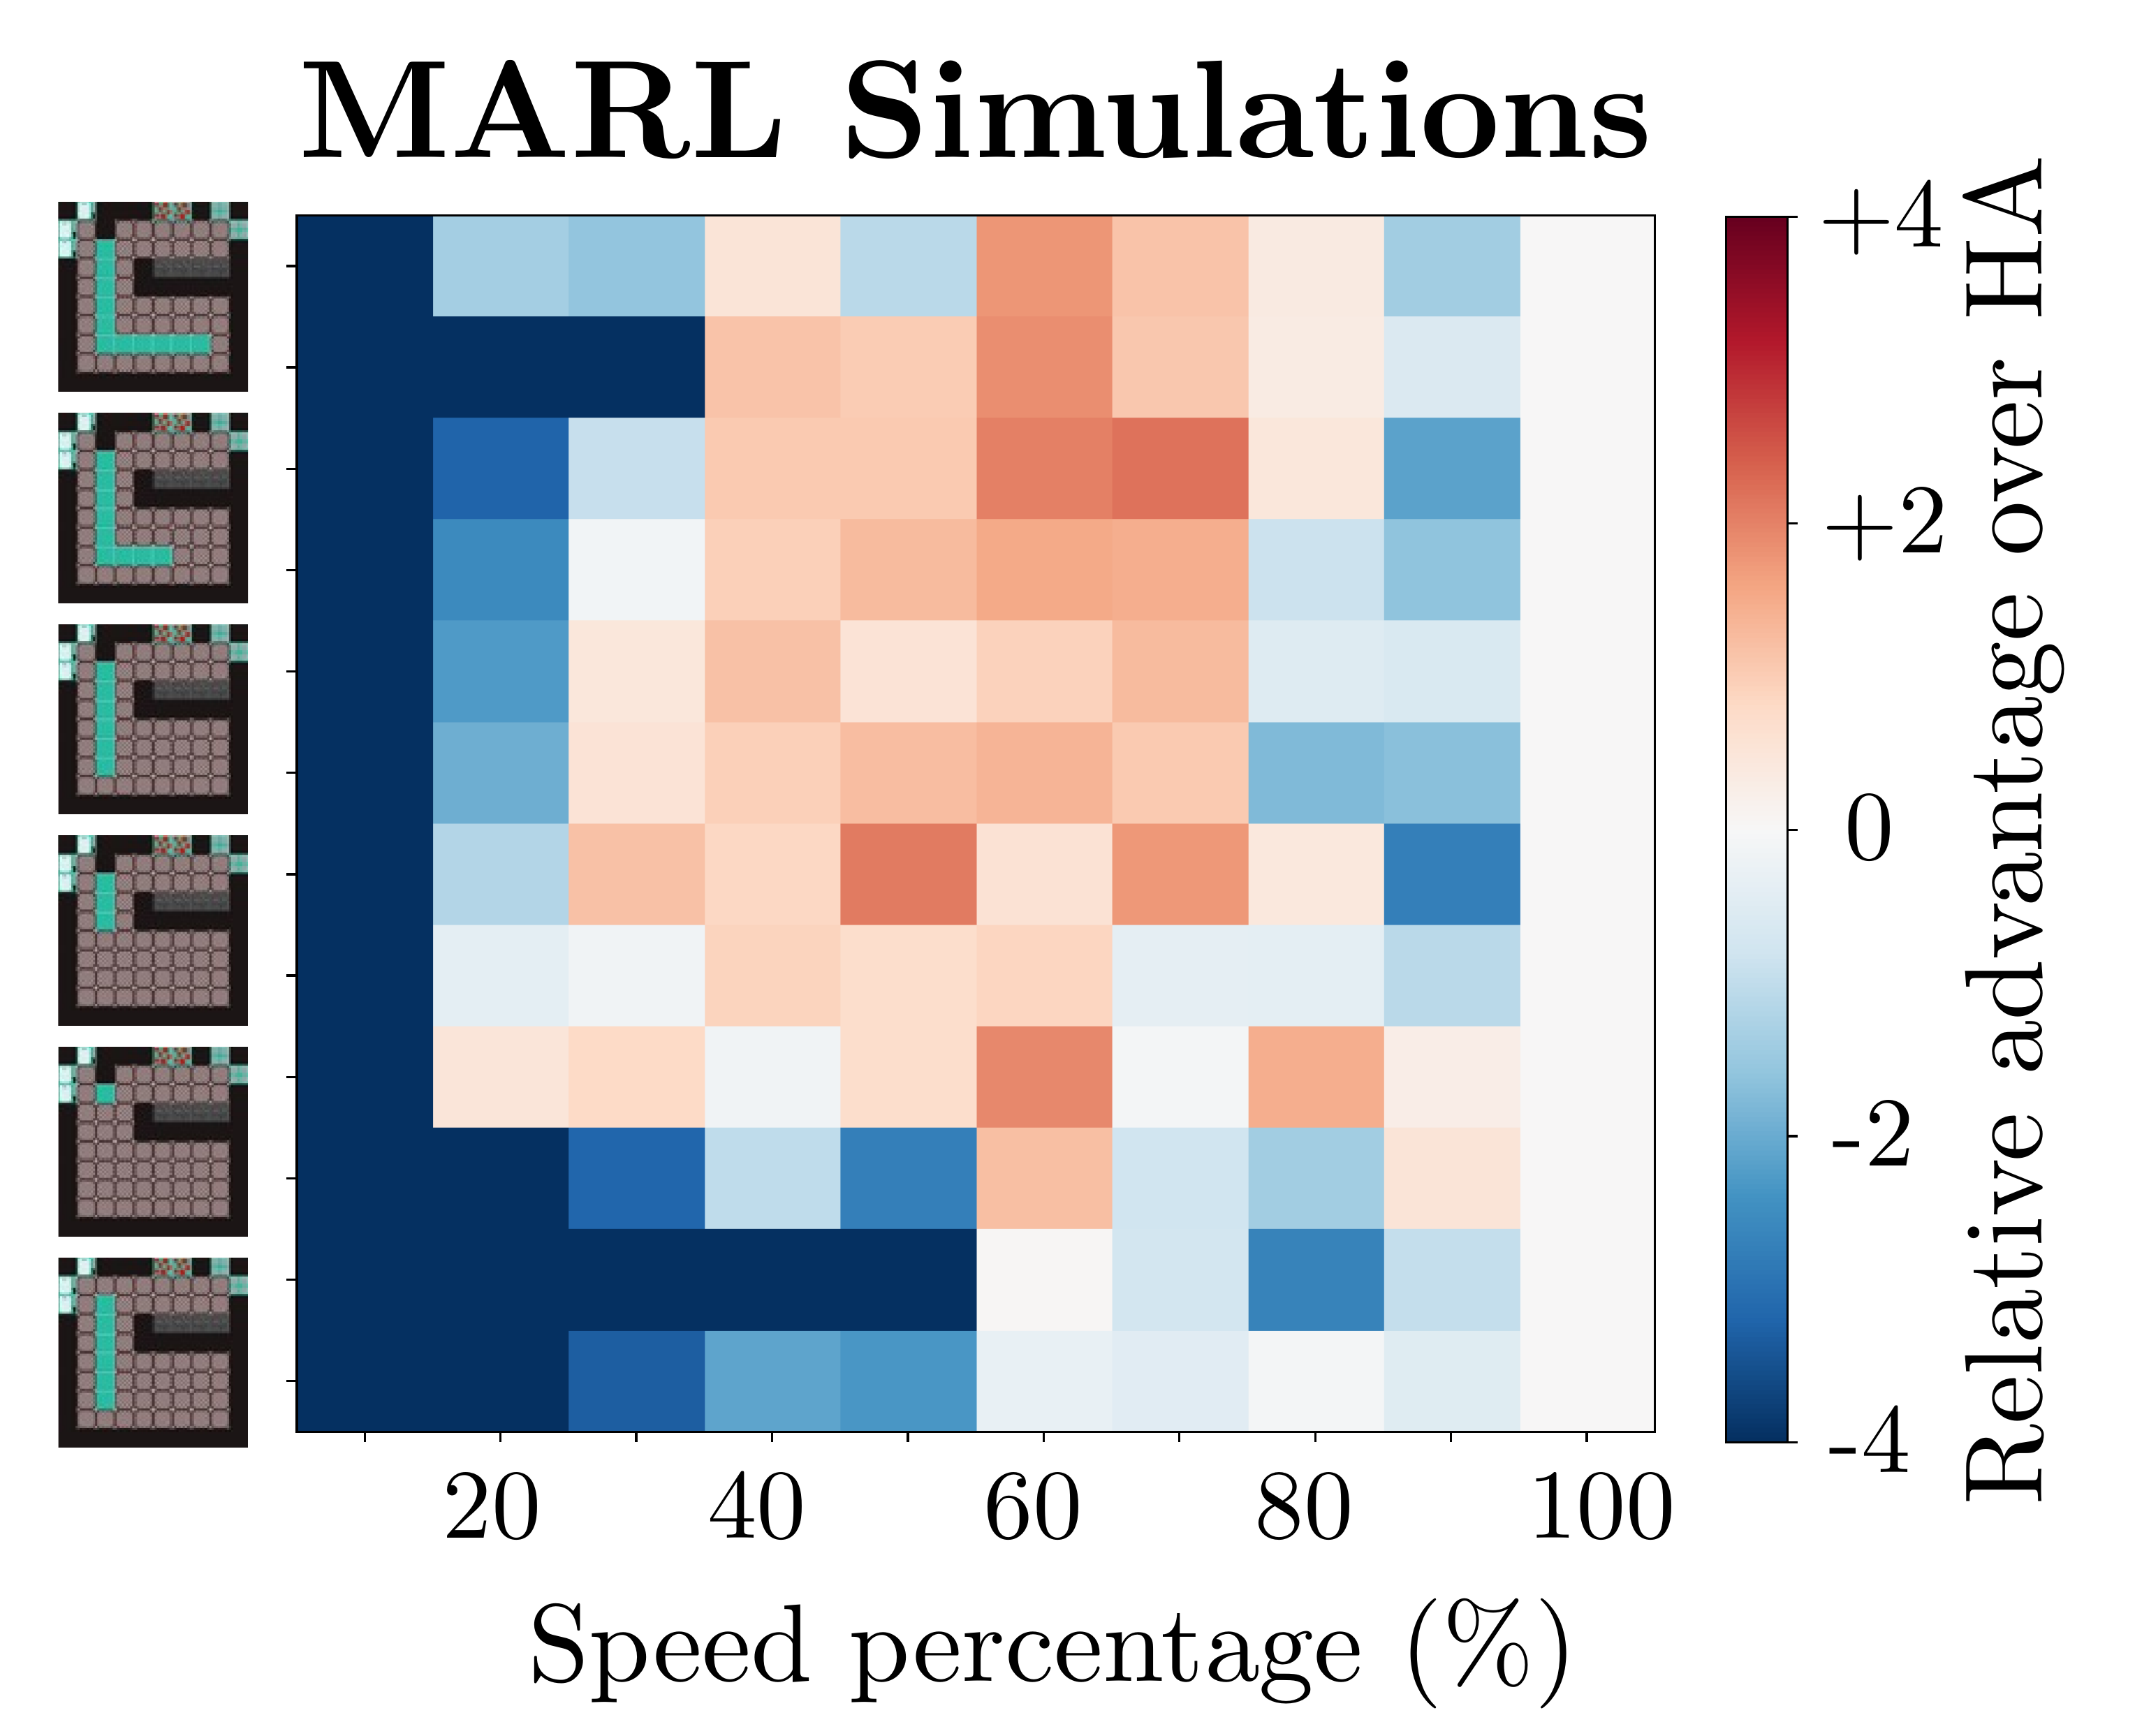 MARL Simulations
+4
+2
0
-2
-4
Relative advantage over HA
20 40 60 80 100
Speed percentage (%)